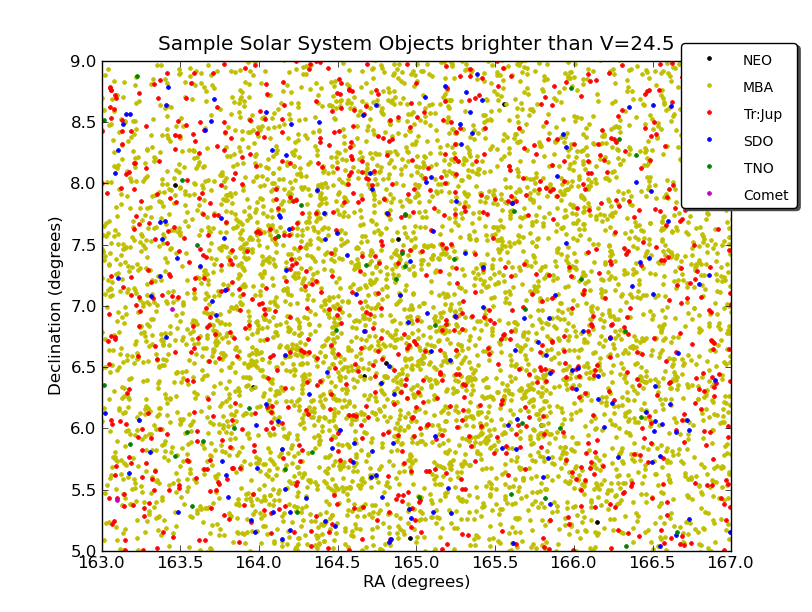 Sample Solar System Objects brighter than V=24.5
NEO
MBA
Tr:Jup
SDO
TNO
Comet
9.0
8.5
8.0
7.5
7.0
6.5
6.0
5.5
5.0
Declination (degrees)
163.0 163.5 164.0 164.5 165.0 165.5 166.0 166.5 167.0
RA (degrees)